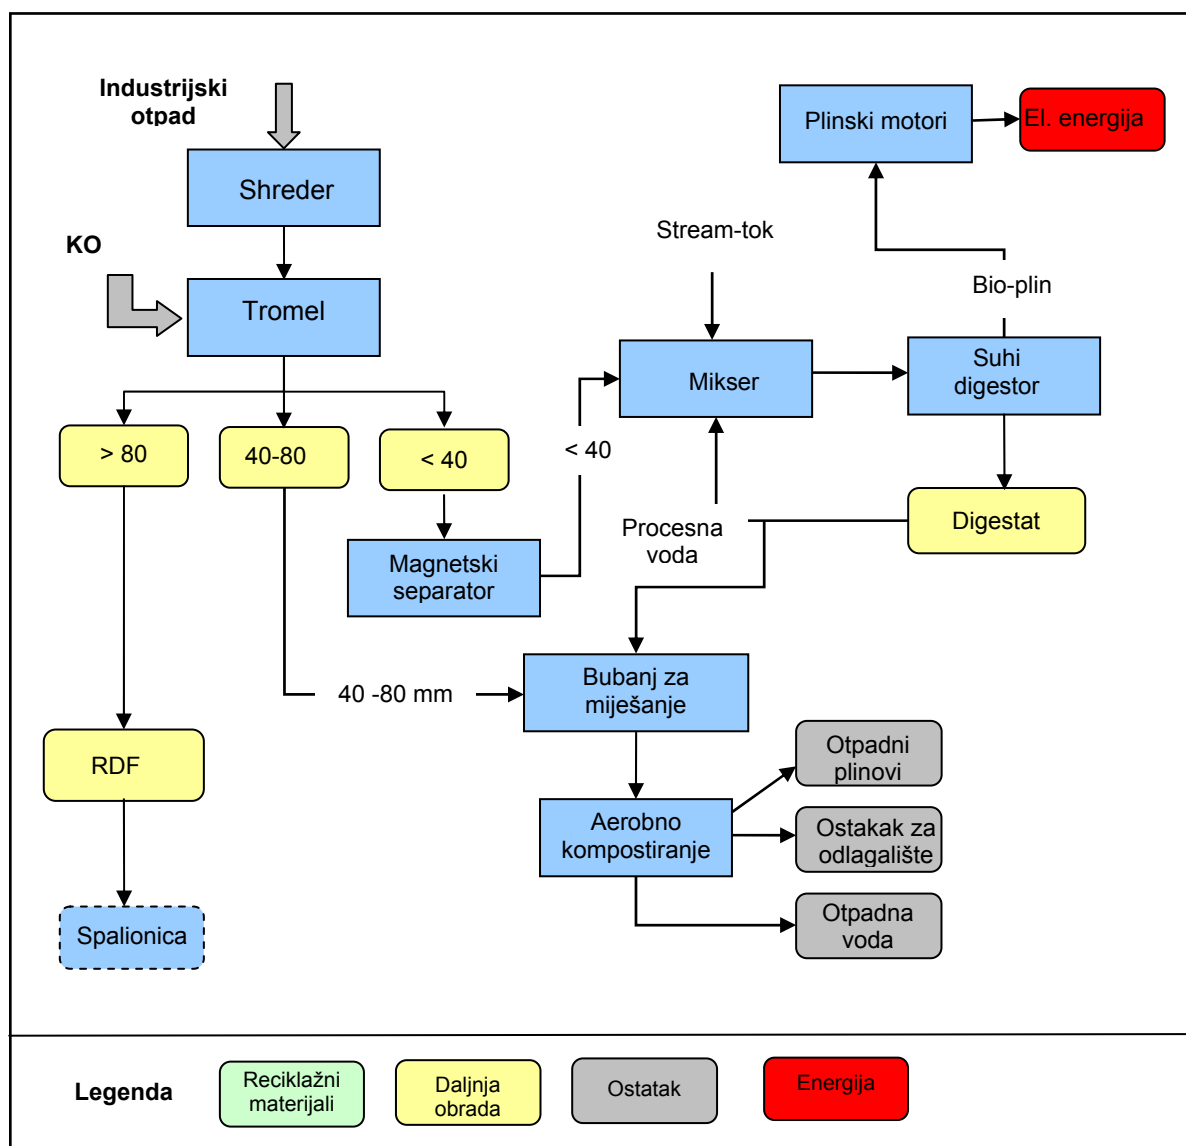 Industrijski
otpad
Shreder
KO
Tromel
> 80
40-80
< 40
Magnetski
separator
< 40
RDF
Spalionica
40 -80 mm
Plinski motori
El. energija
Stream-tok
Bio-plin
Mikser
Suhi
digestor
Procesna
voda
Digestat
Bubanj za
miješanje
Aerobno
kompostiranje
Otpadni
plinovi
Ostakak za
odlagalište
Otpadna
voda
Legenda
Reciklažni
materijali
Daljnja
obrada
Ostatak
Energija